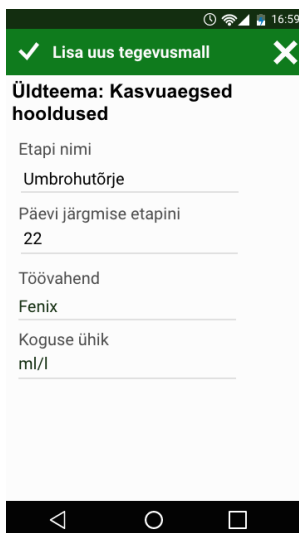 16:59
Lisa uus tegevusmall
Üldteema: Kasvuaegsed
hooldused
Etapi nimi
Umbrohutõrje
Päevi järgmise etapini
22
Töövahend
Fenix
Koguse ühik
ml/l